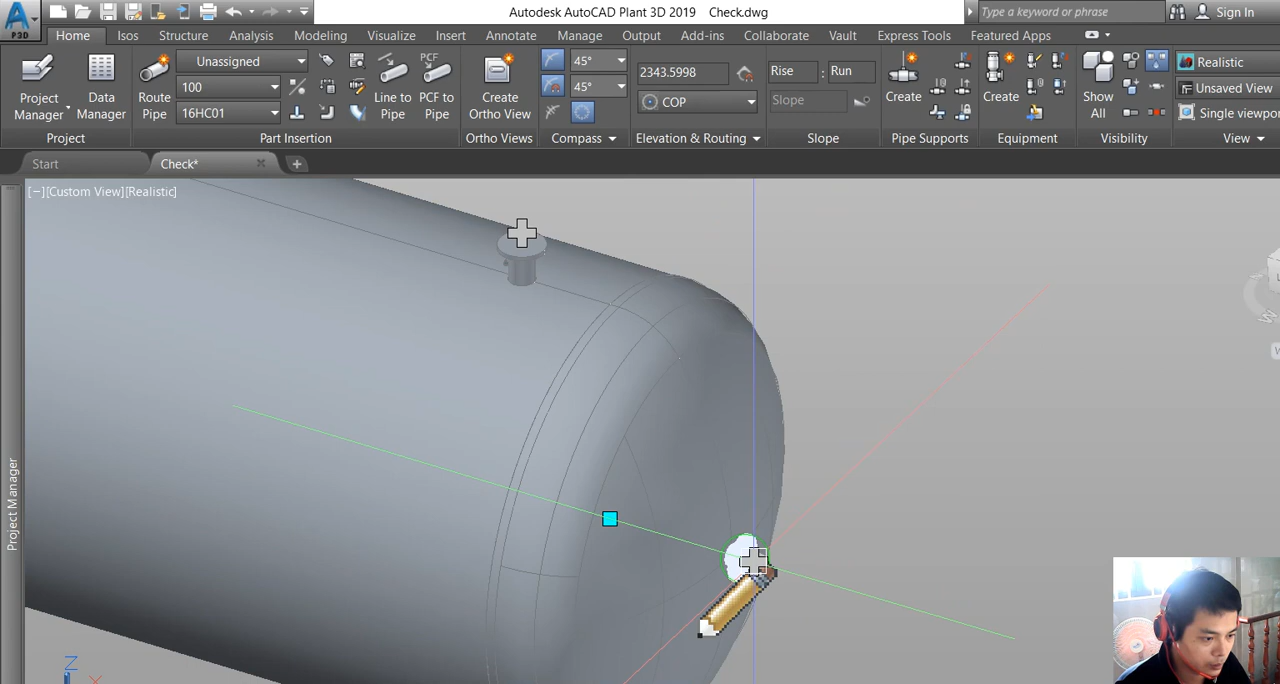 Autodesk AutoCAD Plant 3D 2019 Check.dwg
Type a keyword or phrase
Sign In
P3D
Home Isos Structure Analysis Modeling Visualize Insert Annotate Manage Output Add-ins Collaborate Vault Express Tools Featured Apps
Project Manager
Data Manager
Project
Route Pipe
Unassigned
100
16HC01
Line to Pipe
PCF
PCF to Pipe
Part Insertion
Create Ortho View
Ortho Views
45°
45°
Compass
2343.5998
COP
Elevation & Routing
Rise : Run
Slope
Slope
Create
Pipe Supports
Create
Equipment
Show All
Visibility
Realistic
Unsaved View
Single viewpor
View
Start
Check*
[−][Custom View][Realistic]
Project Manager
W
Z